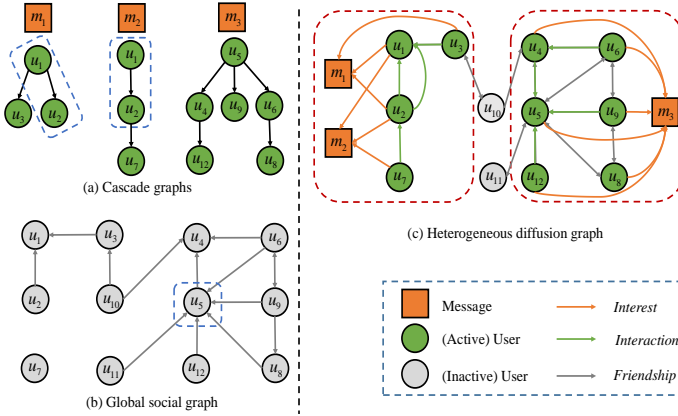 m₁
m₂
m₃
u₁
u₃
u₂
u₁
u₂
u₇
u₅
u₄
u₉
u₆
u₁₂
u₈
(a) Cascade graphs
u₁
u₃
u₄
u₆
u₂
u₁₀
u₅
u₉
u₇
u₁₁
u₁₂
u₈
(b) Global social graph
u₁
u₃
u₄
u₆
m₁
u₂
u₁₀
u₅
u₉
m₃
m₂
u₇
u₁₁
u₁₂
u₈
(c) Heterogeneous diffusion graph
Message
Interest
(Active) User
Interaction
(Inactive) User
Friendship